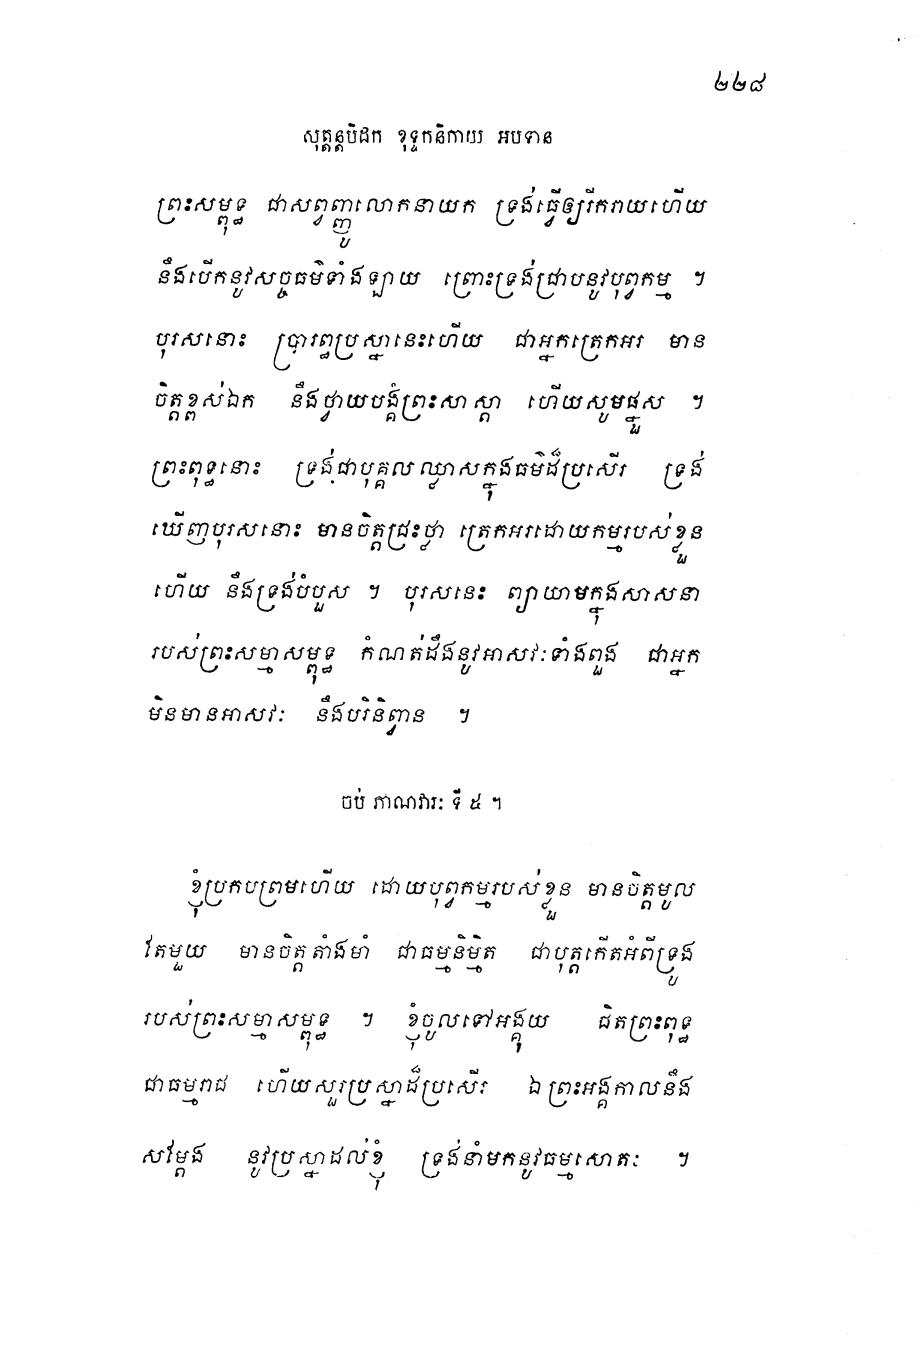 ២២៨
សុត្តន្តបិដក ខុទ្ទកនិកាយ អបទាន
ព្រះសម្ពុទ្ធ ជាសព្វញ្ញូលោកនាយក ទ្រង់ធ្វើឲ្យរីករាយហើយ
នឹងបើកនូវសច្ចធម៌ទាំងឡាយ ព្រោះទ្រង់ជ្រាបនូវបុព្វកម្ម ។
បុរសនោះ ប្រារព្ធប្រស្នានេះហើយ ជាអ្នកត្រេកអរ មាន
ចិត្តខ្ពស់ឯក នឹងថ្វាយបង្គំព្រះសាស្តា ហើយសូមផ្នួស ។
ព្រះពុទ្ធនោះ ទ្រង់ជាបុគ្គលឈ្លាសក្នុងធម៌ដ៏ប្រសើរ ទ្រង់
ឃើញបុរសនោះ មានចិត្តជ្រះថ្លា ត្រេកអរដោយកម្មរបស់ខ្លួន
ហើយ នឹងទ្រង់បំបួស ។ បុរសនេះ ព្យាយាមក្នុងសាសនា
របស់ព្រះសម្មាសម្ពុទ្ធ កំណត់ដឹងនូវអាសវៈទាំងពួង ជាអ្នក
មិនមានអាសវៈ នឹងបរិនិព្វាន ។
ចប់ ភាណវារៈ ទី ៥ ។
ខ្ញុំប្រកបព្រមហើយ ដោយបុព្វកម្មរបស់ខ្លួន មានចិត្តមូល
តែមួយ មានចិត្តតាំងមាំ ជាធម្មនិម្មិត ជាបុត្តកើតអំពីទ្រូង
របស់ព្រះសម្មាសម្ពុទ្ធ ។ ខ្ញុំចូលទៅអង្គុយ ជិតព្រះពុទ្ធ
ជាធម្មរាជ ហើយសួរប្រស្នាដ៏ប្រសើរ ឯព្រះអង្គកាលនឹង
សម្តែង នូវប្រស្នាដល់ខ្ញុំ ទ្រង់នាំមកនូវធម្មសោតៈ ។